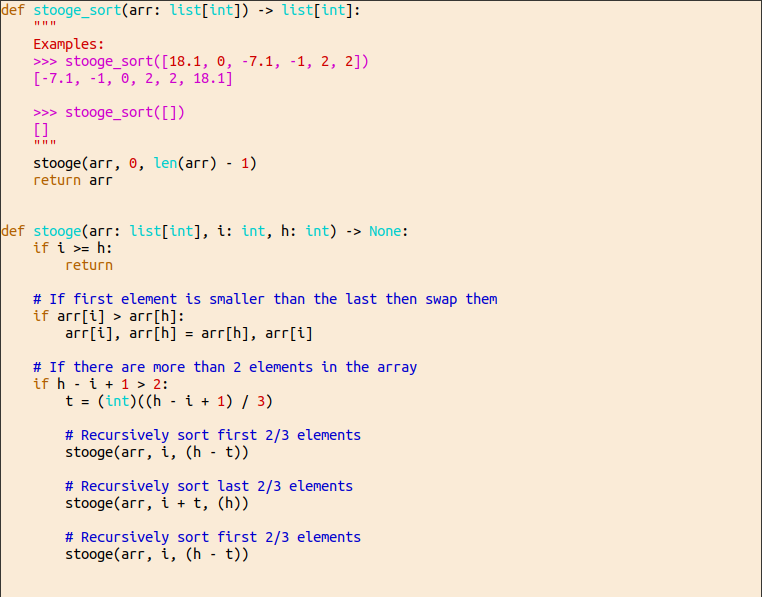 def stooge_sort(arr: list[int]) -> list[int]:
    """
    Examples:
    >>> stooge_sort([18.1, 0, -7.1, -1, 2, 2])
    [-7.1, -1, 0, 2, 2, 18.1]

    >>> stooge_sort([])
    []
    """
    stooge(arr, 0, len(arr) - 1)
    return arr


def stooge(arr: list[int], i: int, h: int) -> None:
    if i >= h:
        return

    # If first element is smaller than the last then swap them
    if arr[i] > arr[h]:
        arr[i], arr[h] = arr[h], arr[i]

    # If there are more than 2 elements in the array
    if h - i + 1 > 2:
        t = (int)((h - i + 1) / 3)

        # Recursively sort first 2/3 elements
        stooge(arr, i, (h - t))

        # Recursively sort last 2/3 elements
        stooge(arr, i + t, (h))

        # Recursively sort first 2/3 elements
        stooge(arr, i, (h - t))